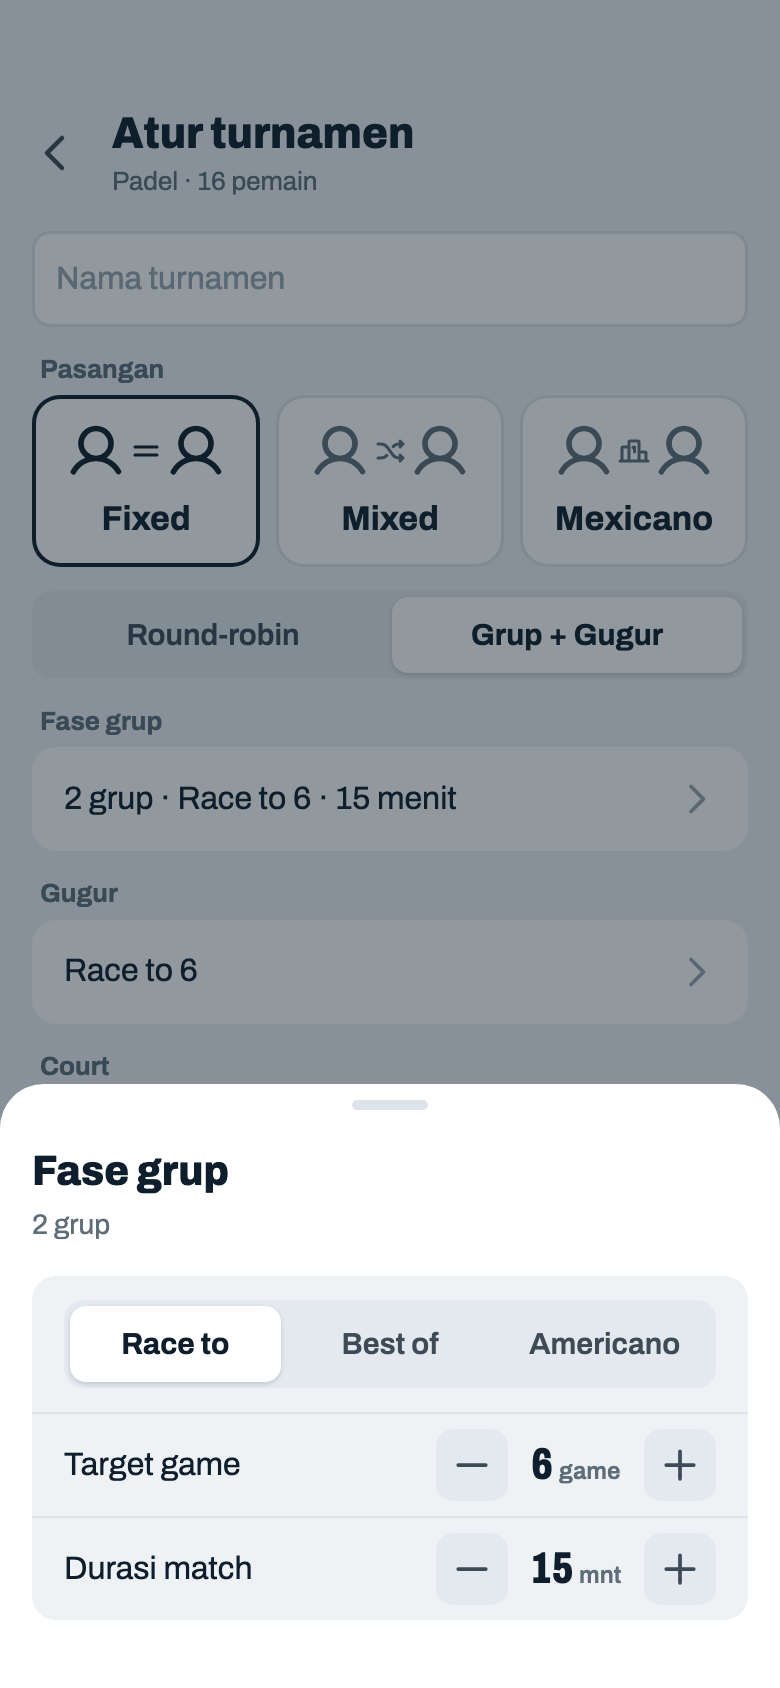 Atur turnamen
Padel · 16 pemain
Nama turnamen
Pasangan
Fixed
Mixed
Mexicano
Round-robin
Grup + Gugur
Fase grup
2 grup · Race to 6 · 15 menit
Gugur
Race to 6
Court
Fase grup
2 grup
Race to
Best of
Americano
Target game
6 game
Durasi match
15 mnt